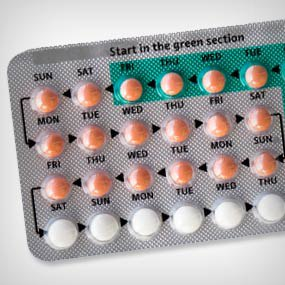 Start in the green section
SUN SAT FRI THU WED TUE
MON TUE WED THU FRI SAT
FRI THU WED TUE MON SUN
SAT SUN MON TUE WED THU